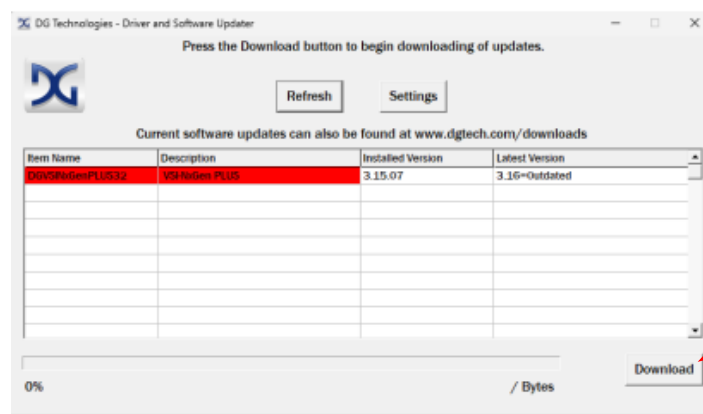 DG Technologies - Driver and Software Updater
Press the Download button to begin downloading of updates.
DG
Refresh Settings
Current software updates can also be found at www.dgtech.com/downloads
Item Name Description Installed Version Latest Version
DGVSINxGenPLUS32 VSI-NxGen PLUS 3.15.07 3.16=Outdated
Download
0% / Bytes